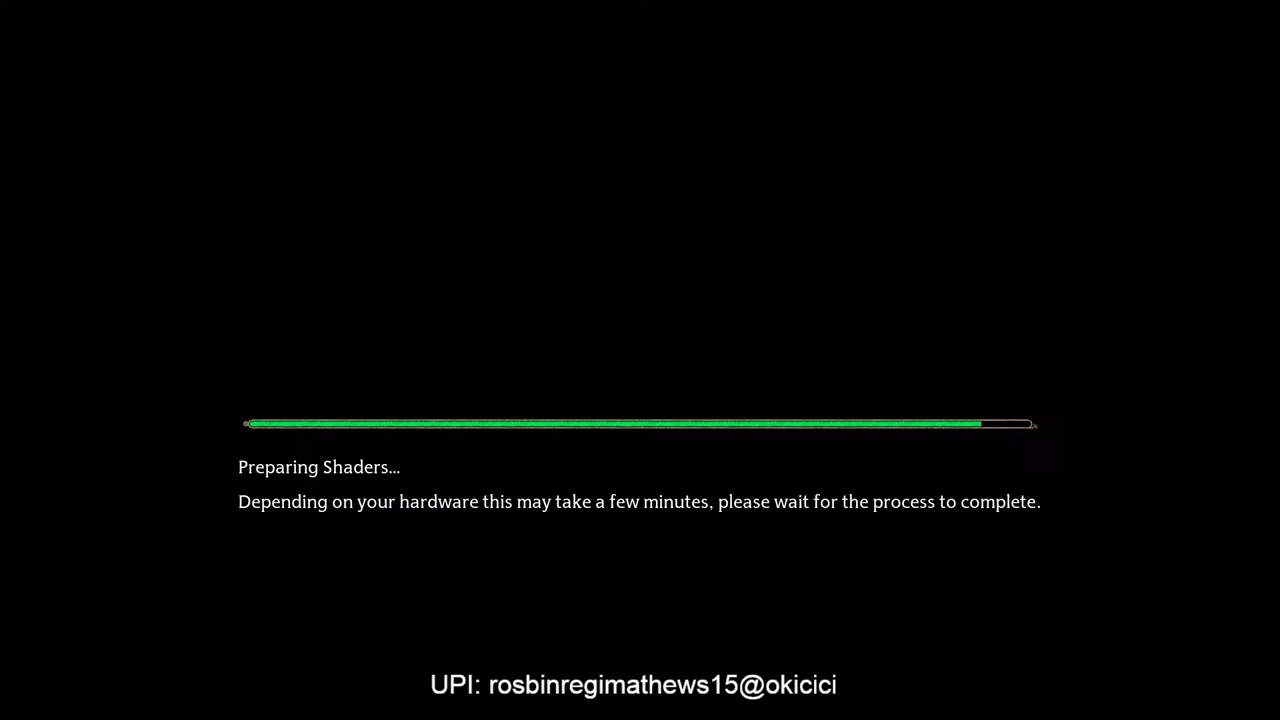 Preparing Shaders...
Depending on your hardware this may take a few minutes, please wait for the process to complete.
UPI: rosbinregimathews15@okicici